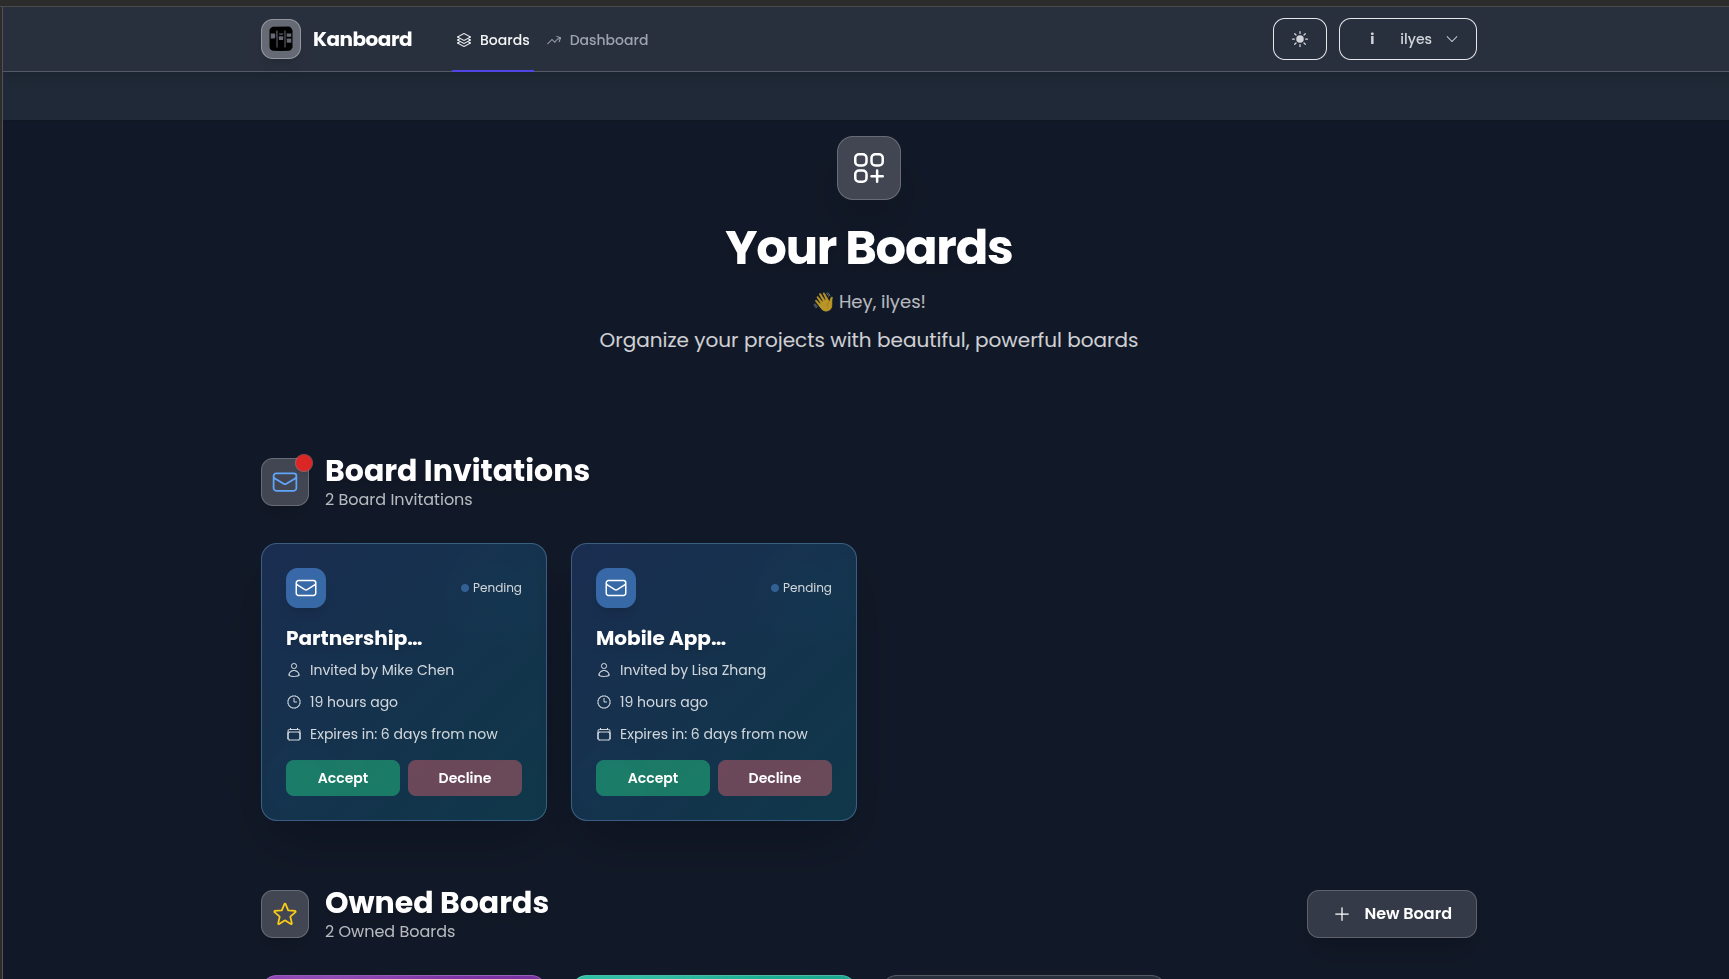 Kanboard
Boards
Dashboard
i ilyes
Your Boards
👋 Hey, ilyes!
Organize your projects with beautiful, powerful boards
Board Invitations
2 Board Invitations
Pending
Partnership...
Invited by Mike Chen
19 hours ago
Expires in: 6 days from now
Accept
Decline
Pending
Mobile App...
Invited by Lisa Zhang
19 hours ago
Expires in: 6 days from now
Accept
Decline
Owned Boards
2 Owned Boards
New Board